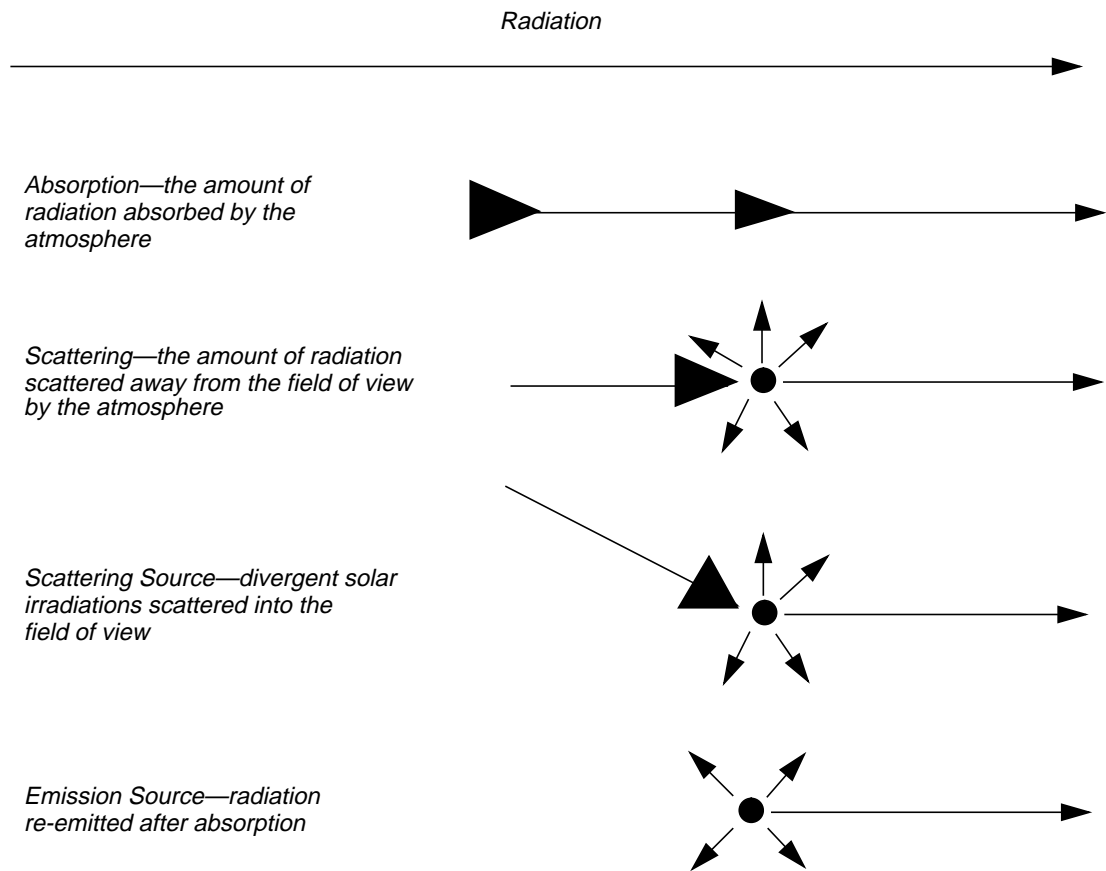 Radiation
Absorption—the amount of
radiation absorbed by the
atmosphere
Scattering—the amount of radiation
scattered away from the field of view
by the atmosphere
Scattering Source—divergent solar
irradiations scattered into the
field of view
Emission Source—radiation
re-emitted after absorption